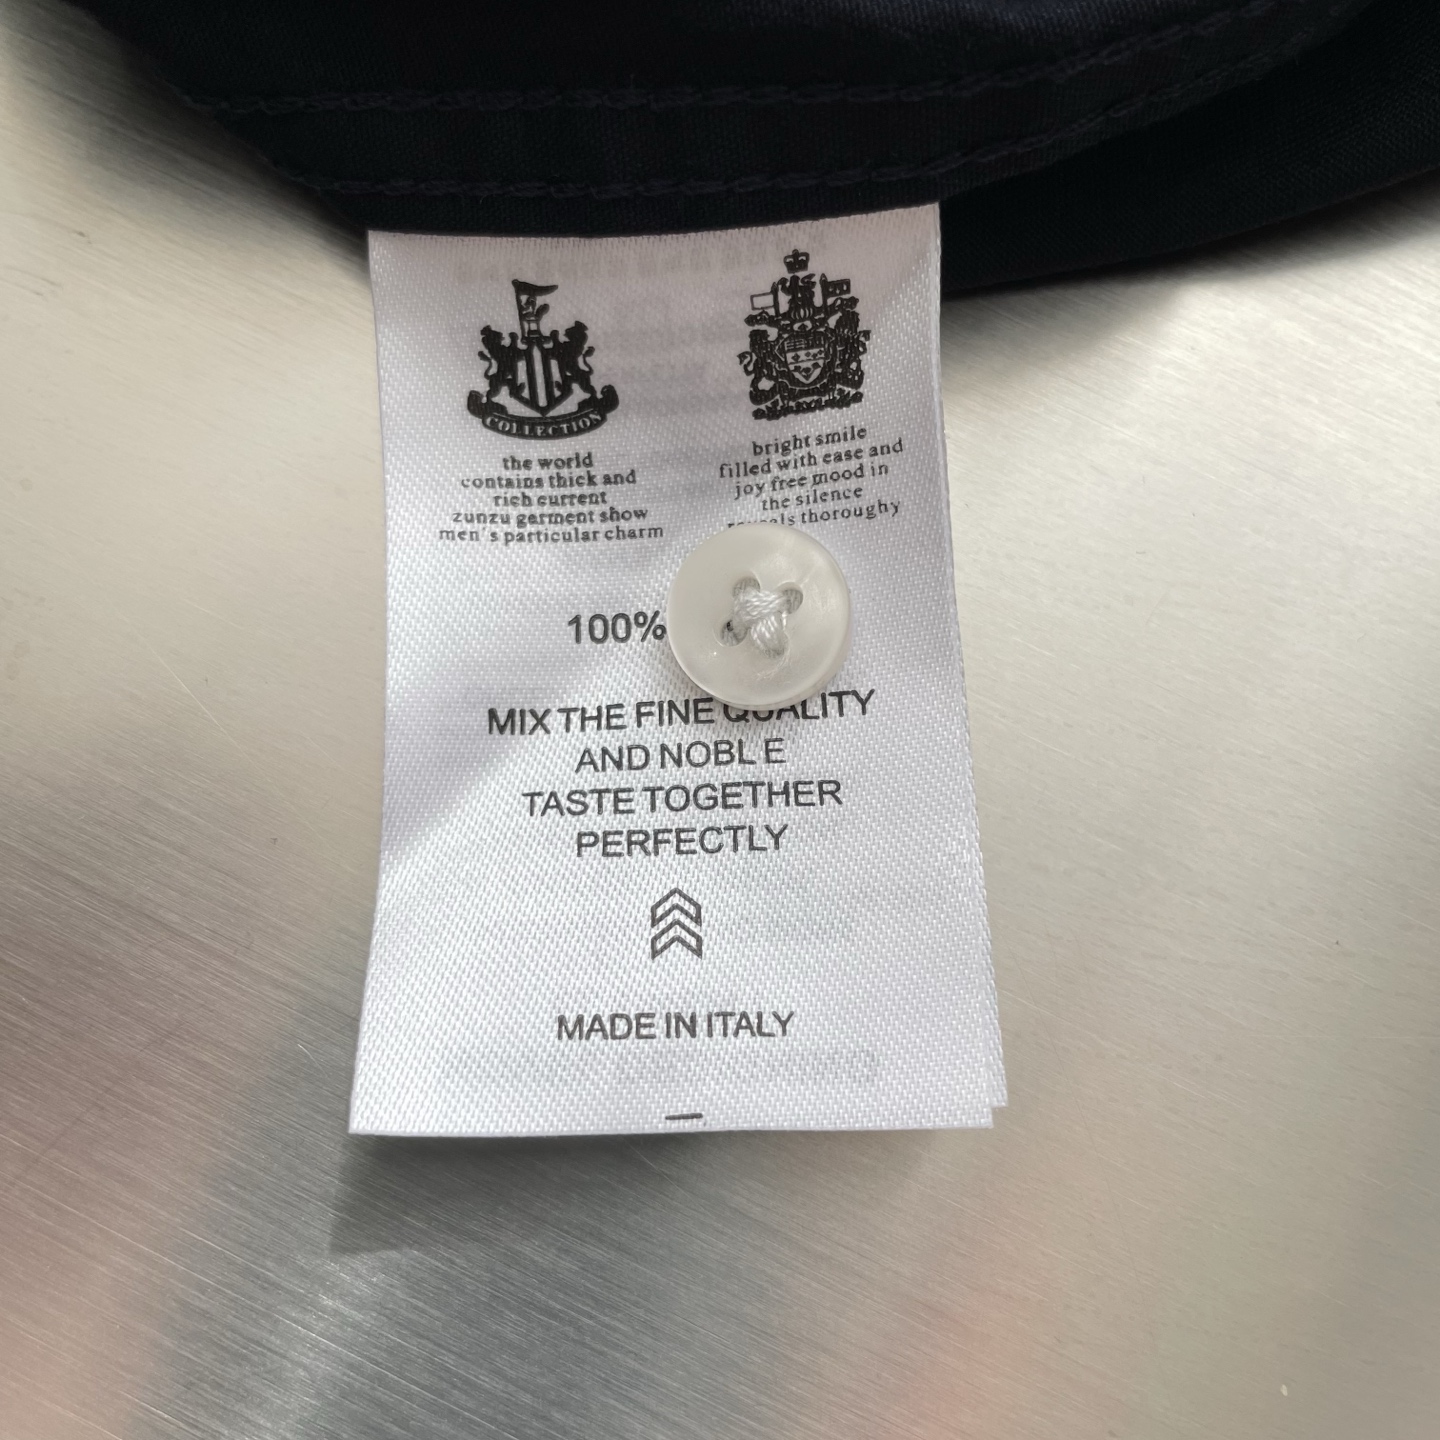 COLLECTION
the world
contains thick and
rich current
zunzu garment show
men's particular charm
bright smile
filled with ease and
joy free mood in
the silence
thoroughy
100%
MIX THE FINE QUALITY
AND NOBLE
TASTE TOGETHER
PERFECTLY
MADE IN ITALY